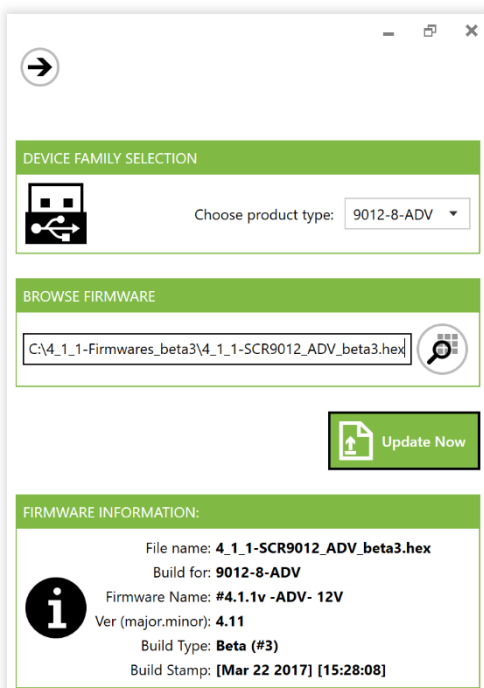 DEVICE FAMILY SELECTION
Choose product type: 9012-8-ADV
BROWSE FIRMWARE
C:\4_1_1-Firmwares_beta3\4_1_1-SCR9012_ADV_beta3.hex
Update Now
FIRMWARE INFORMATION:
File name: 4_1_1-SCR9012_ADV_beta3.hex
Build for: 9012-8-ADV
Firmware Name: #4.1.1v -ADV- 12V
Ver (major.minor): 4.11
Build Type: Beta (#3)
Build Stamp: [Mar 22 2017] [15:28:08]